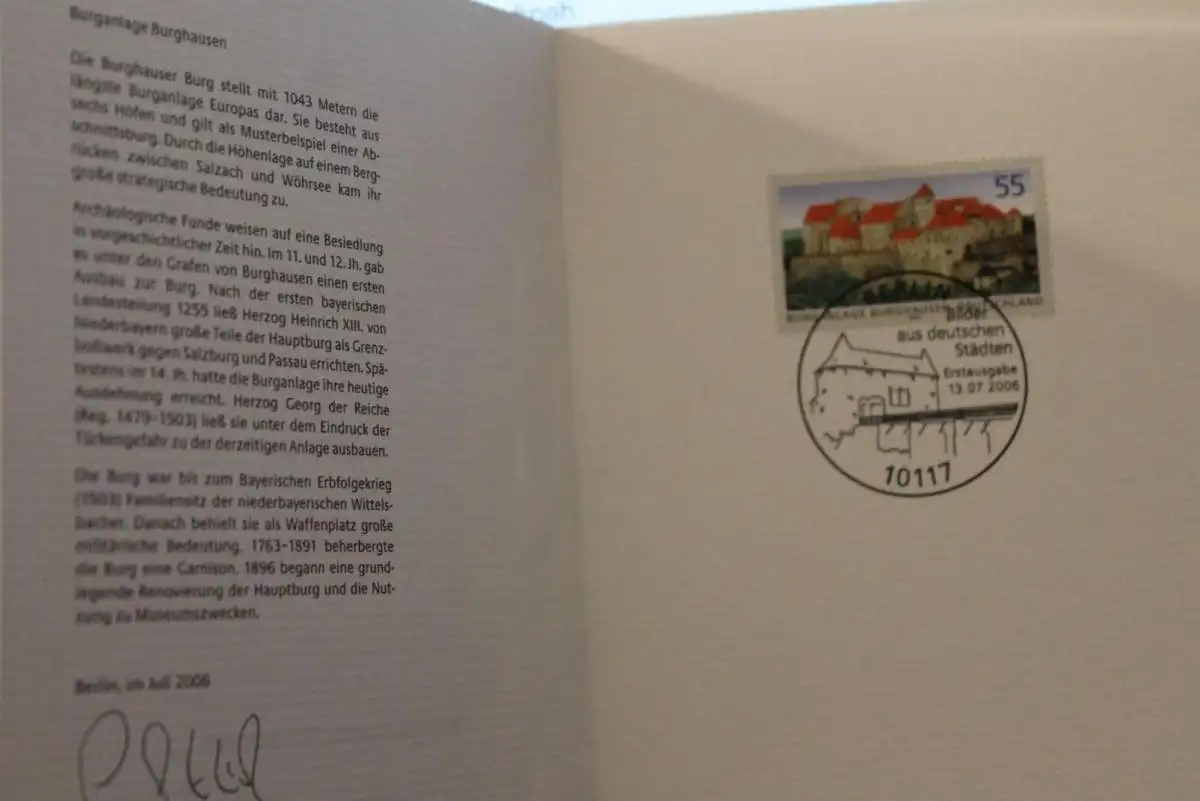 Burganlage Burghausen
Die Burghauser Burg stellt mit 1043 Metern die
längste Burganlage Europas dar. Sie besteht aus
sechs Höfen und gilt als Musterbeispiel einer Ab-
schnittsburg. Durch die Höhenlage auf einem Berg-
rücken zwischen Salzach und Wöhrsee kam ihr
große strategische Bedeutung zu.
Archäologische Funde weisen auf eine Besiedlung
in vorgeschichtlicher Zeit hin. Im 11. und 12. Jh. gab
es unter den Grafen von Burghausen einen ersten
Ausbau zur Burg. Nach der ersten bayerischen
Landesteilung 1255 ließ Herzog Heinrich XIII. von
Niederbayern große Teile der Hauptburg als Grenz-
bollwerk gegen Salzburg und Passau errichten. Spä-
testens im 14. Jh. hatte die Burganlage ihre heutige
Ausdehnung erreicht. Herzog Georg der Reiche
(Reg. 1479–1503) ließ sie unter dem Eindruck der
Türkengefahr zu der derzeitigen Anlage ausbauen.
Die Burg war bis zum Bayerischen Erbfolgekrieg
(1503) Familiensitz der niederbayerischen Wittels-
bacher. Danach behielt sie als Waffenplatz große
militärische Bedeutung. 1763–1891 beherbergte
die Burg eine Garnison. 1896 begann eine grund-
legende Renovierung der Hauptburg und die Nut-
zung zu Museumszwecken.
Berlin, im Juli 2006
55
BURGANLAGE BURGHAUSEN DEUTSCHLAND
Bilder
aus deutschen
Städten
Erstausgabe
13.07.2006
10117